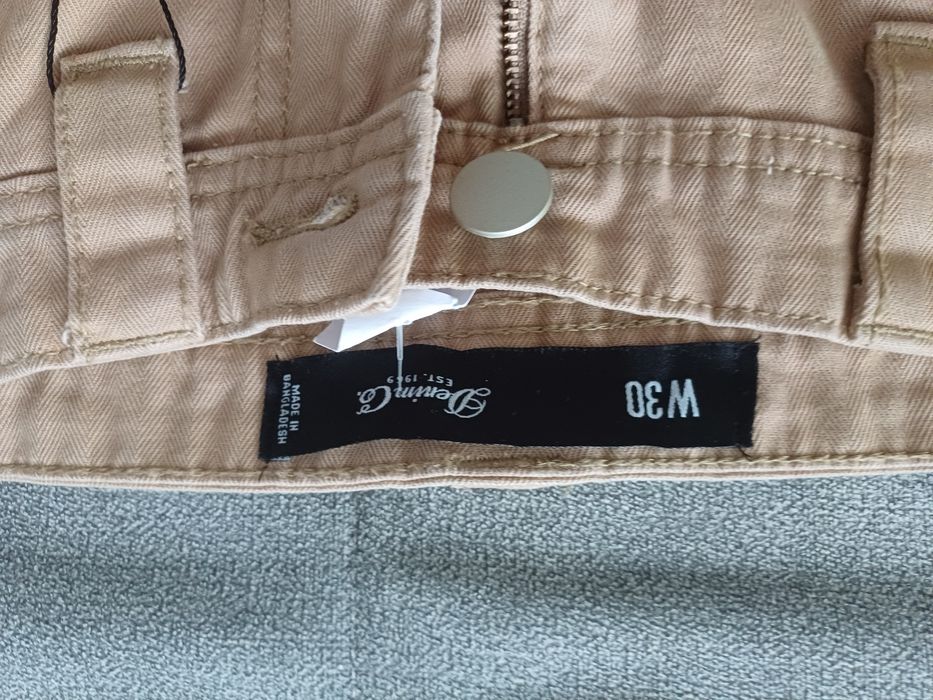 W30
Denim Co.
EST. 1969
MADE IN
BANGLADESH